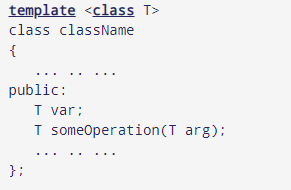 template <class T>
class className
{
   ... .. ...
public:
   T var;
   T someOperation(T arg);
   ... .. ...
};